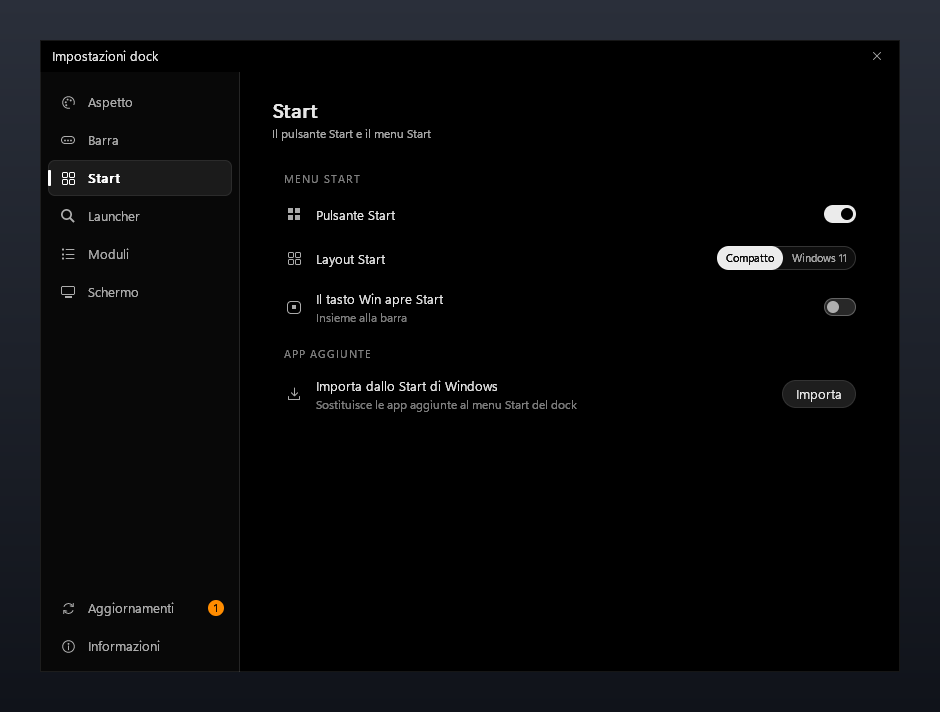 Impostazioni dock
Aspetto
Barra
Start
Launcher
Moduli
Schermo
Aggiornamenti 1
Informazioni
Start
Il pulsante Start e il menu Start
MENU START
Pulsante Start
Layout Start
Compatto Windows 11
Il tasto Win apre Start
Insieme alla barra
APP AGGIUNTE
Importa dallo Start di Windows
Sostituisce le app aggiunte al menu Start del dock
Importa